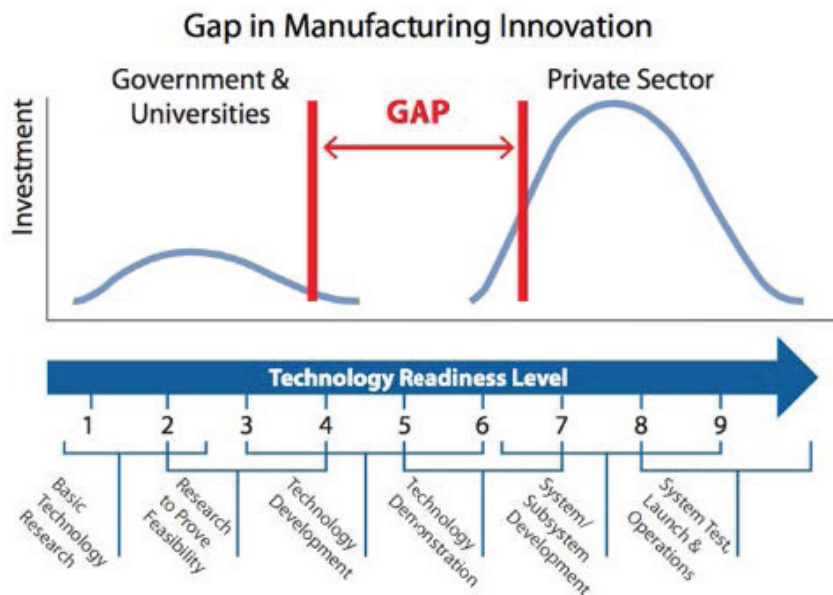 Gap in Manufacturing Innovation
Government &
Universities
GAP
Private Sector
Investment
Technology Readiness Level
1 2 3 4 5 6 7 8 9
Basic
Technology
Research
Research
to Prove
Feasibility
Technology
Development
Technology
Demonstration
System/
Subsystem
Development
System Test,
Launch &
Operations